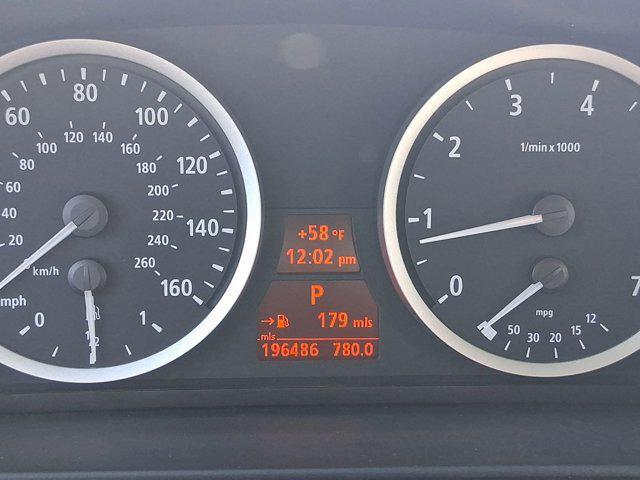 60 80 100 120 140 160
20 40 60 80 100 120 140 160 180 200 220 240 260
km/h
mph
0 1/2 1
+58 °F
12:02 pm
P
179 mls
mls
196486 780.0
0 1 2 3 4 7
1/min x 1000
mpg
50 30 20 15 12